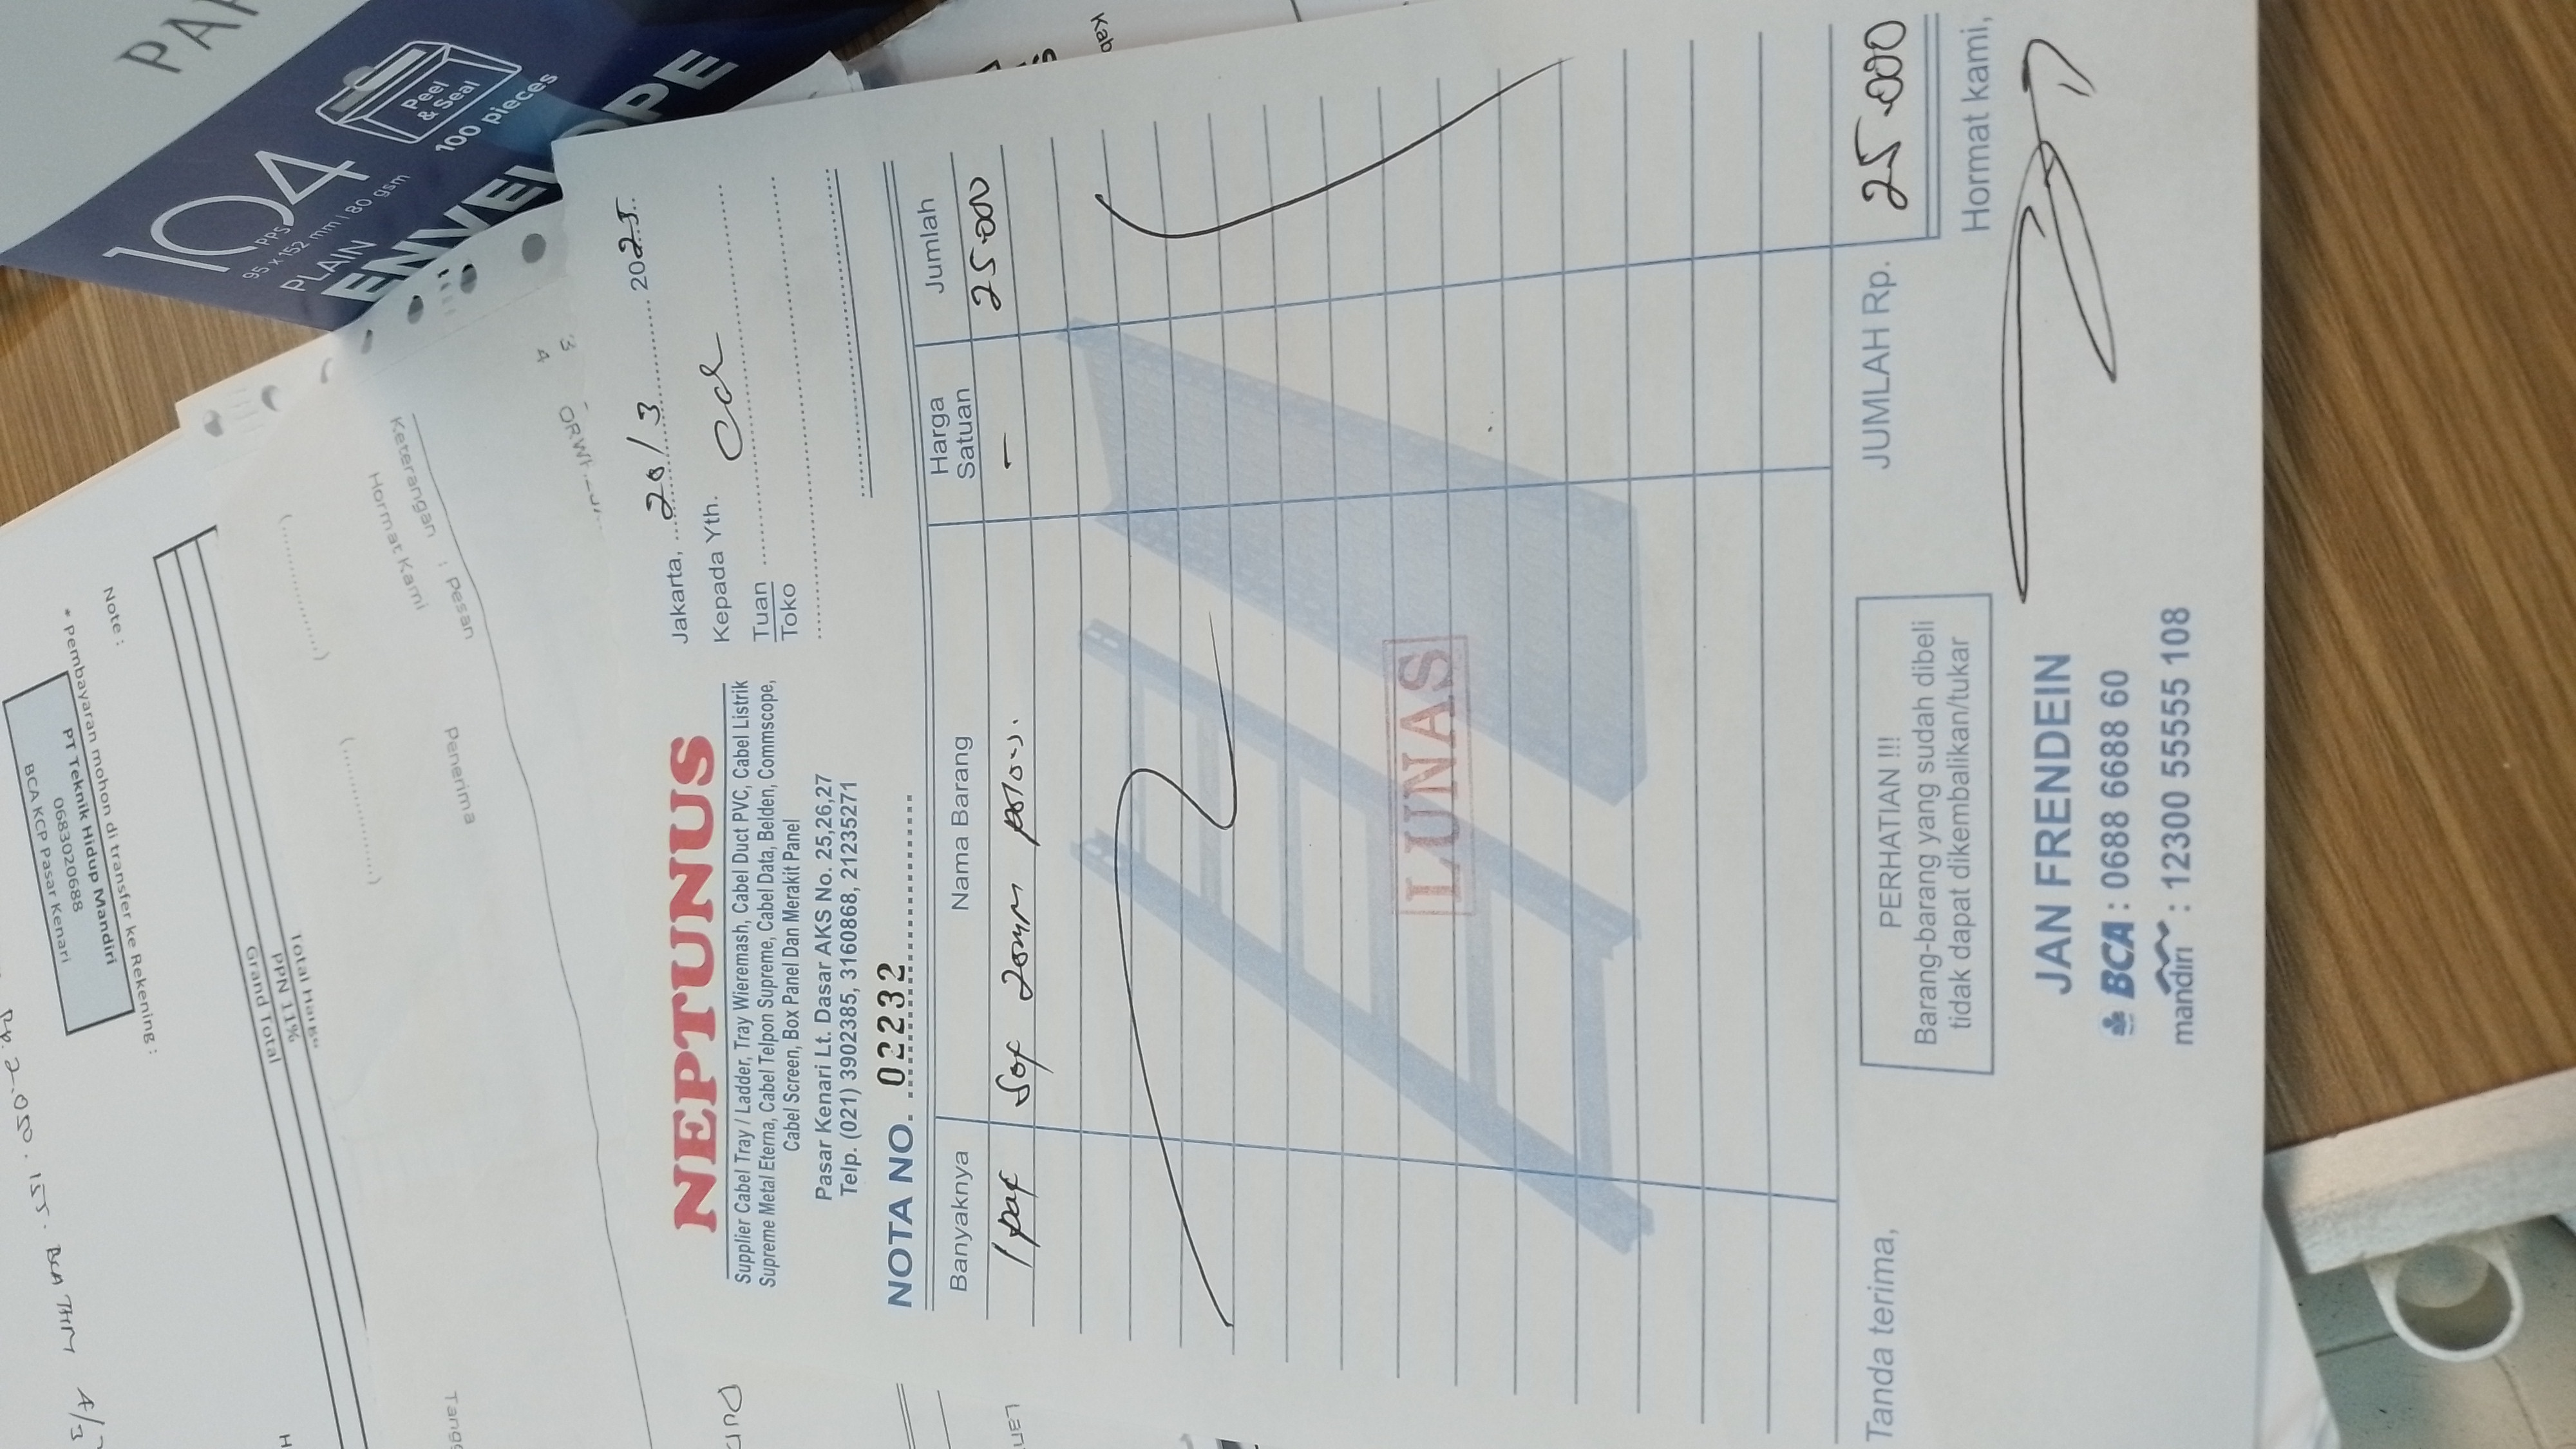 NEPTUNUS
Supplier Cabel Tray / Ladder, Tray Wieremash, Cabel Duct PVC, Cabel Listrik
Supreme Metal Eterna, Cabel Telpon Supreme, Cabel Data, Belden, Commscope,
Cabel Screen, Box Panel Dan Merakit Panel
Pasar Kenari Lt. Dasar AKS No. 25,26,27
Telp. (021) 3902385, 3160868, 21235271
Jakarta, 20/3 2025
Kepada Yth.
Tuan
Toko
NOTA NO. 02232
Banyaknya Nama Barang Harga Satuan Jumlah
1 20mm - 25.000
LUNAS
JUMLAH Rp. 25.000
Tanda terima,
PERHATIAN !!!
Barang-barang yang sudah dibeli
tidak dapat dikembalikan/tukar
Hormat kami,
JAN FRENDEIN
BCA : 0688 6688 60
mandiri : 12300 55555 108
104
PPS
95 x 152 mm | 80 gsm
PLAIN
ENVELOPE
Peel
& Seal
100 pieces
Note :
* Pembayaran mohon di transfer ke Rekening :
PT Teknik Hidup Mandiri
0683020688
BCA KCP Pasar Kenari
PPN 11%
Grand Total
Keterangan : pesan
Hormat Kami
Penerima